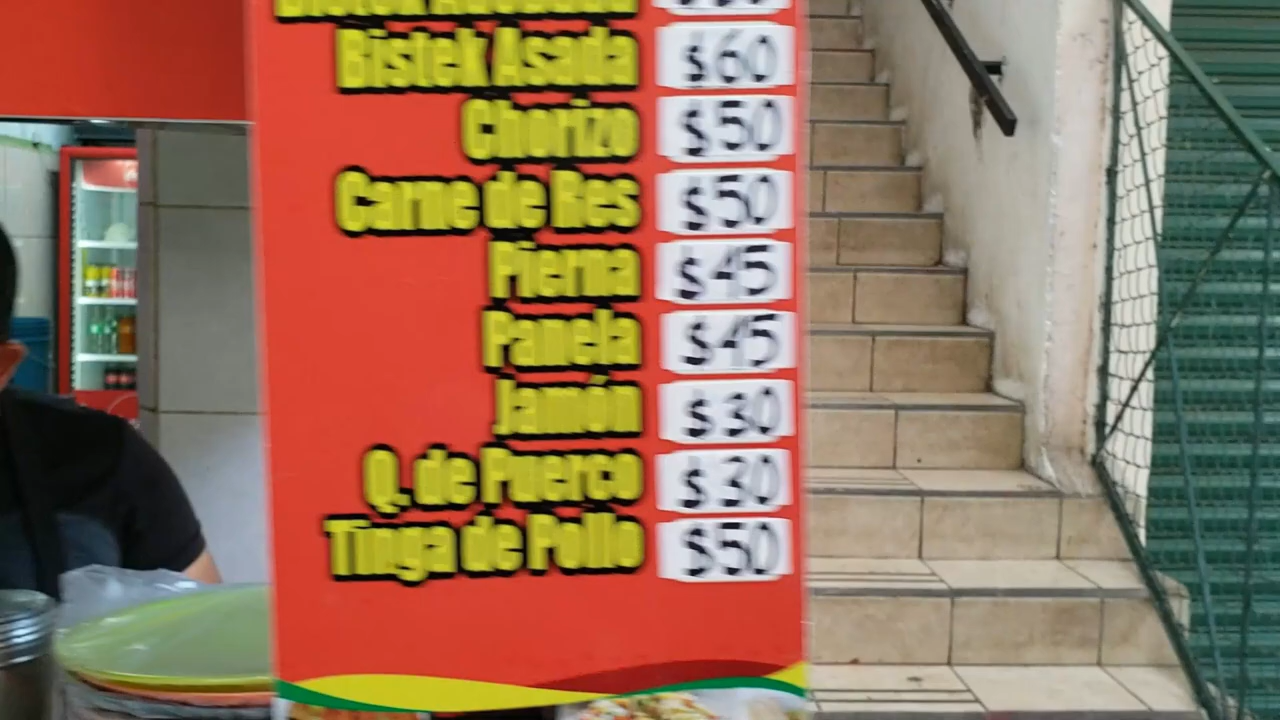 Bistek Asada $60
Chorizo $50
Carne de Res $50
Pierna $45
Panela $45
Jamón $30
Q. de Puerco $30
Tinga de Pollo $50